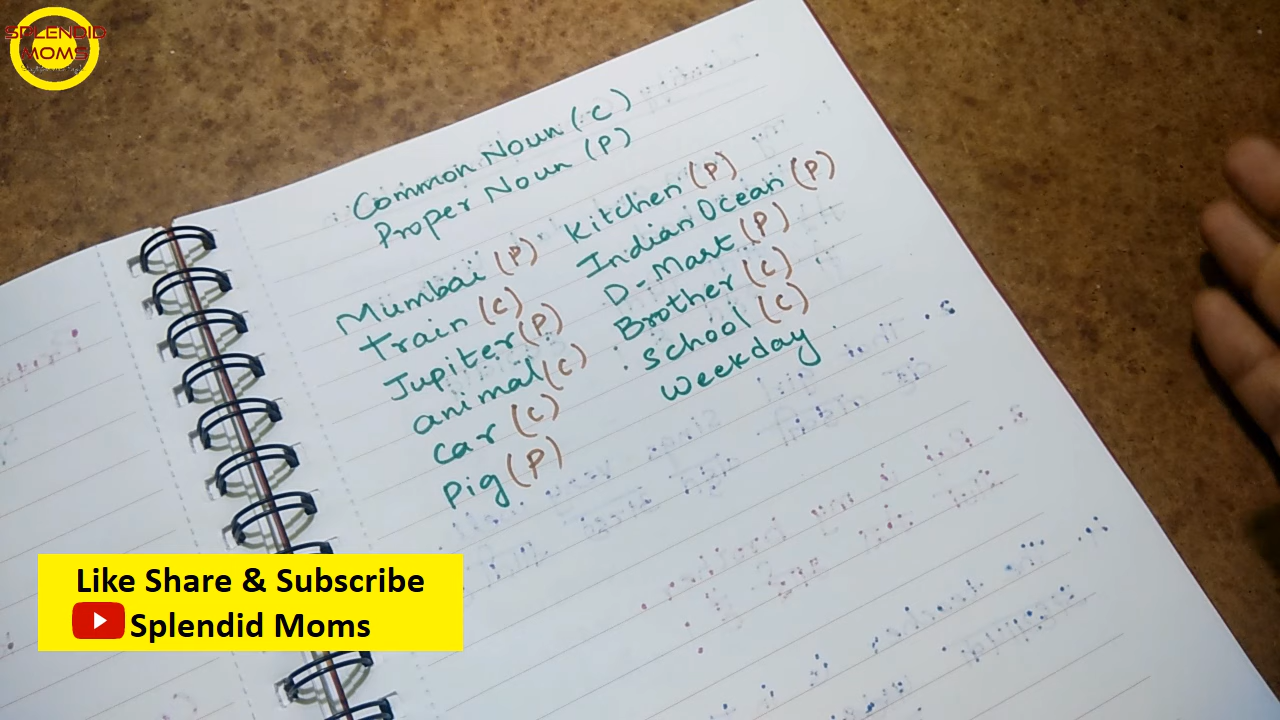 SPLENDID
MOMS
Common Noun (C)
Proper Noun (P)
Mumbai (P)
Train (C)
Jupiter (P)
animal (C)
Car (C)
Pig (P)
Kitchen (P)
Indian Ocean (P)
D-Mart (P)
Brother (C)
School (C)
Weekday
Like Share & Subscribe
Splendid Moms